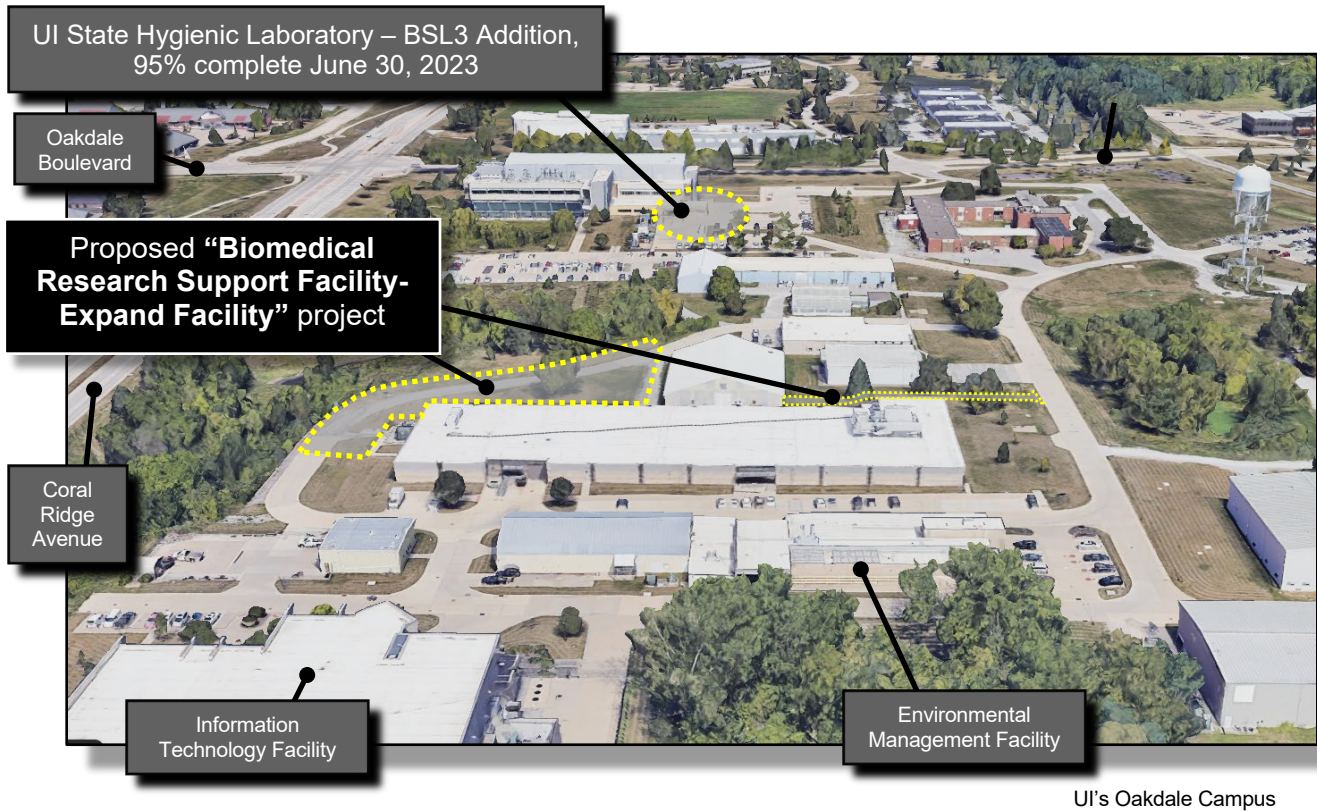 UI State Hygienic Laboratory – BSL3 Addition,
95% complete June 30, 2023
Oakdale
Boulevard
Proposed “Biomedical
Research Support Facility-
Expand Facility” project
Coral
Ridge
Avenue
Information
Technology Facility
Environmental
Management Facility
UI's Oakdale Campus